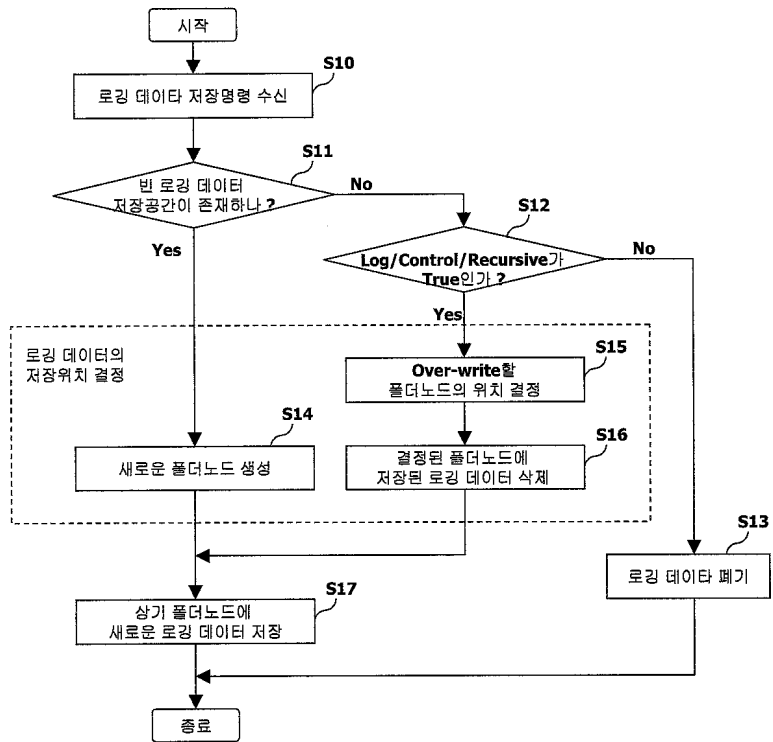 시작
S10
로깅 데이타 저장명령 수신
S11
빈 로깅 데이터
저장공간이 존재하나 ?
No
Yes
S12
Log/Control/Recursive가
True인가 ?
No
Yes
로깅 데이터의
저장위치 결정
S15
Over-write할
폴더노드의 위치 결정
S14
새로운 폴더노드 생성
S16
결정된 폴더노드에
저장된 로깅 데이터 삭제
S13
로깅 데이타 폐기
S17
상기 폴더노드에
새로운 로깅 데이터 저장
종료